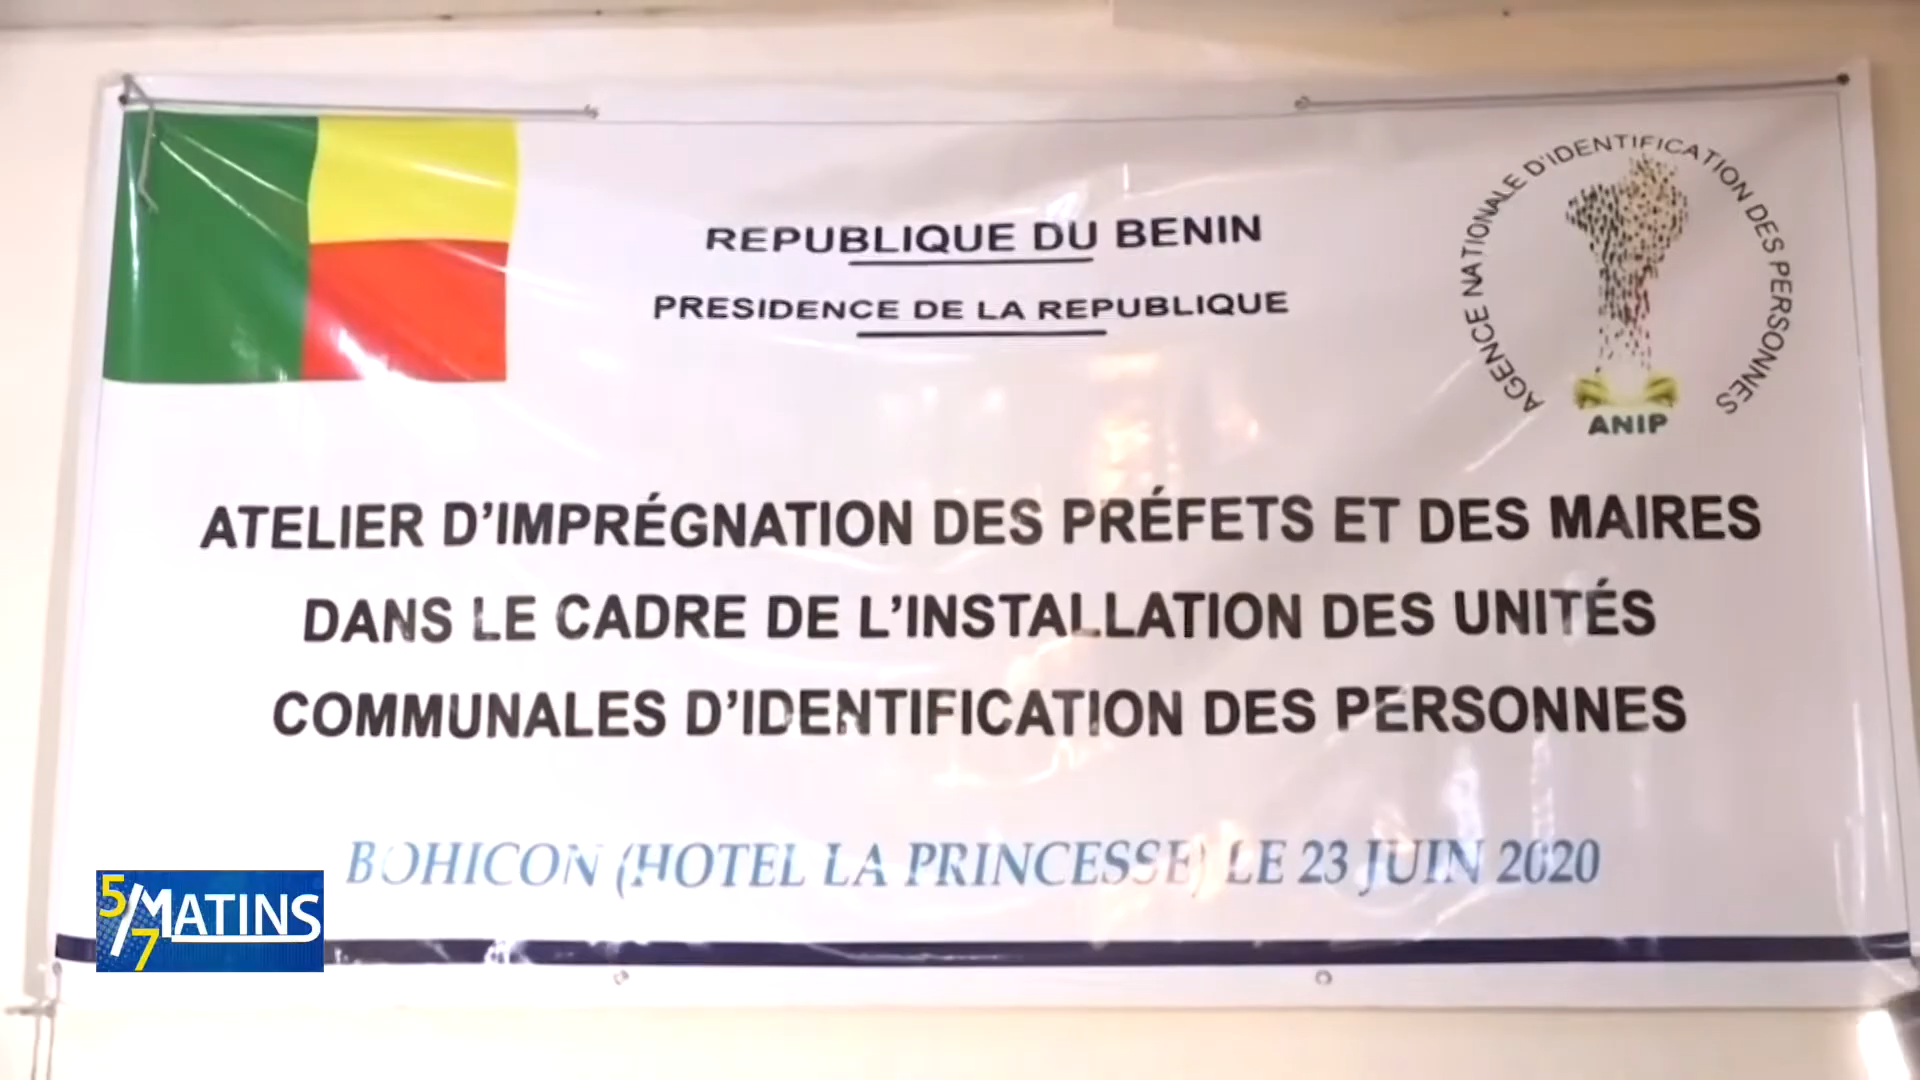 REPUBLIQUE DU BENIN
PRESIDENCE DE LA REPUBLIQUE
AGENCE NATIONALE D'IDENTIFICATION DES PERSONNES
ANIP
ATELIER D'IMPRÉGNATION DES PRÉFETS ET DES MAIRES
DANS LE CADRE DE L'INSTALLATION DES UNITÉS
COMMUNALES D'IDENTIFICATION DES PERSONNES
BOHICON (HOTEL LA PRINCESSE) LE 23 JUIN 2020
5/7 MATINS